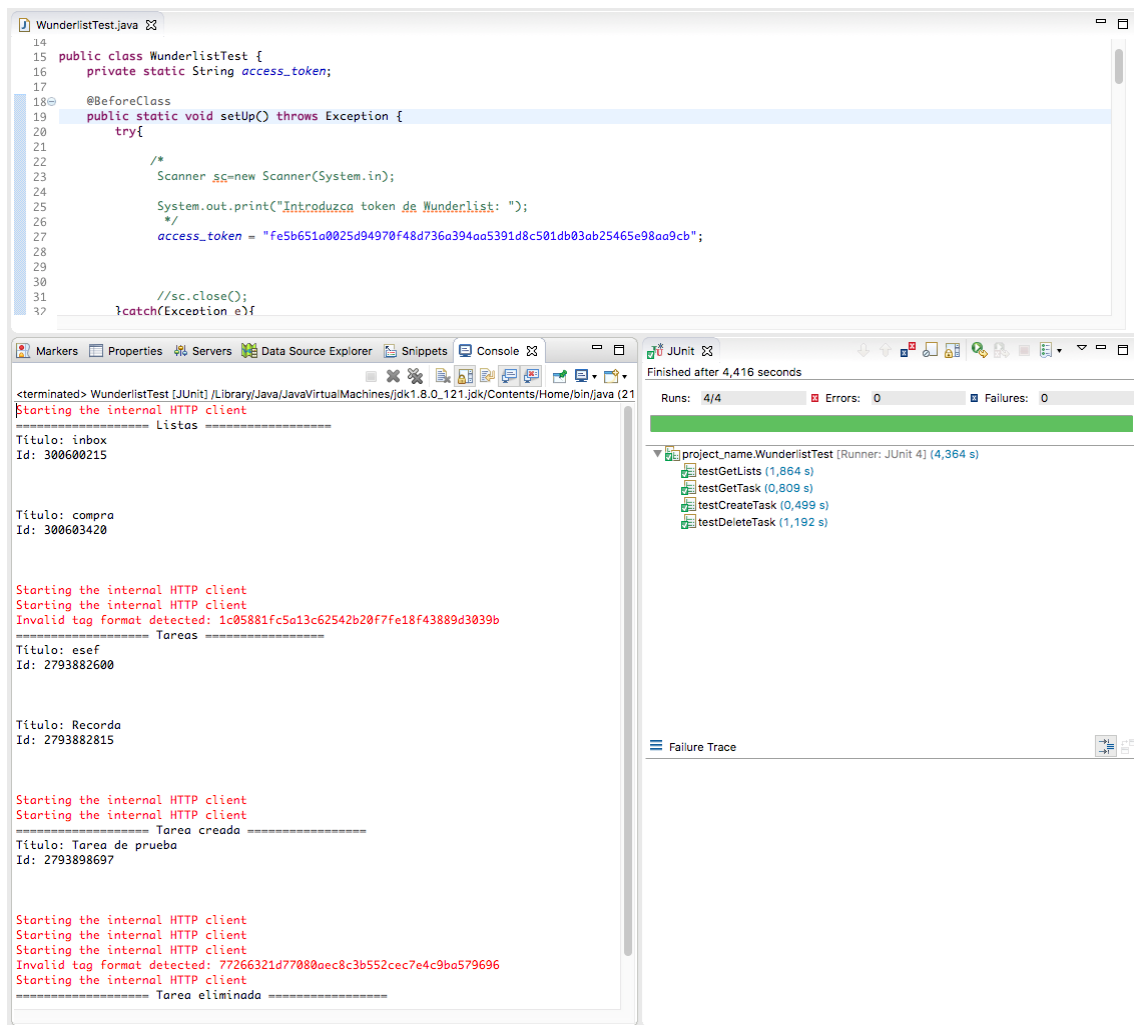 WunderlistTest.java
14
15 public class WunderlistTest {
16 private static String access_token;
17
18 @BeforeClass
19 public static void setUp() throws Exception {
20 try{
21
22 /*
23 Scanner sc=new Scanner(System.in);
24
25 System.out.print("Introduzca token de Wunderlist: ");
26 */
27 access_token = "fe5b651a0025d94970f48d736a394aa5391d8c501db03ab25465e98aa9cb";
28
29
30
31 //sc.close();
32 }catch(Exception e){
Markers Properties Servers Data Source Explorer Snippets Console
<terminated> WunderlistTest [JUnit] /Library/Java/JavaVirtualMachines/jdk1.8.0_121.jdk/Contents/Home/bin/java (21
Starting the internal HTTP client
=================== Listas ==================
Título: inbox
Id: 300600215
Título: compra
Id: 300603420
Starting the internal HTTP client
Starting the internal HTTP client
Invalid tag format detected: 1c05881fc5a13c62542b20f7fe18f43889d3039b
=================== Tareas =================
Título: esef
Id: 2793882600
Título: Recorda
Id: 2793882815
Starting the internal HTTP client
Starting the internal HTTP client
=================== Tarea creada =================
Título: Tarea de prueba
Id: 2793898697
Starting the internal HTTP client
Starting the internal HTTP client
Starting the internal HTTP client
Invalid tag format detected: 77266321d77080aec8c3b552cec7e4c9ba579696
Starting the internal HTTP client
=================== Tarea eliminada =================
JUnit
Finished after 4,416 seconds
Runs: 4/4 Errors: 0 Failures: 0
project_name.WunderlistTest [Runner: JUnit 4] (4,364 s)
testGetLists (1,864 s)
testGetTask (0,809 s)
testCreateTask (0,499 s)
testDeleteTask (1,192 s)
Failure Trace